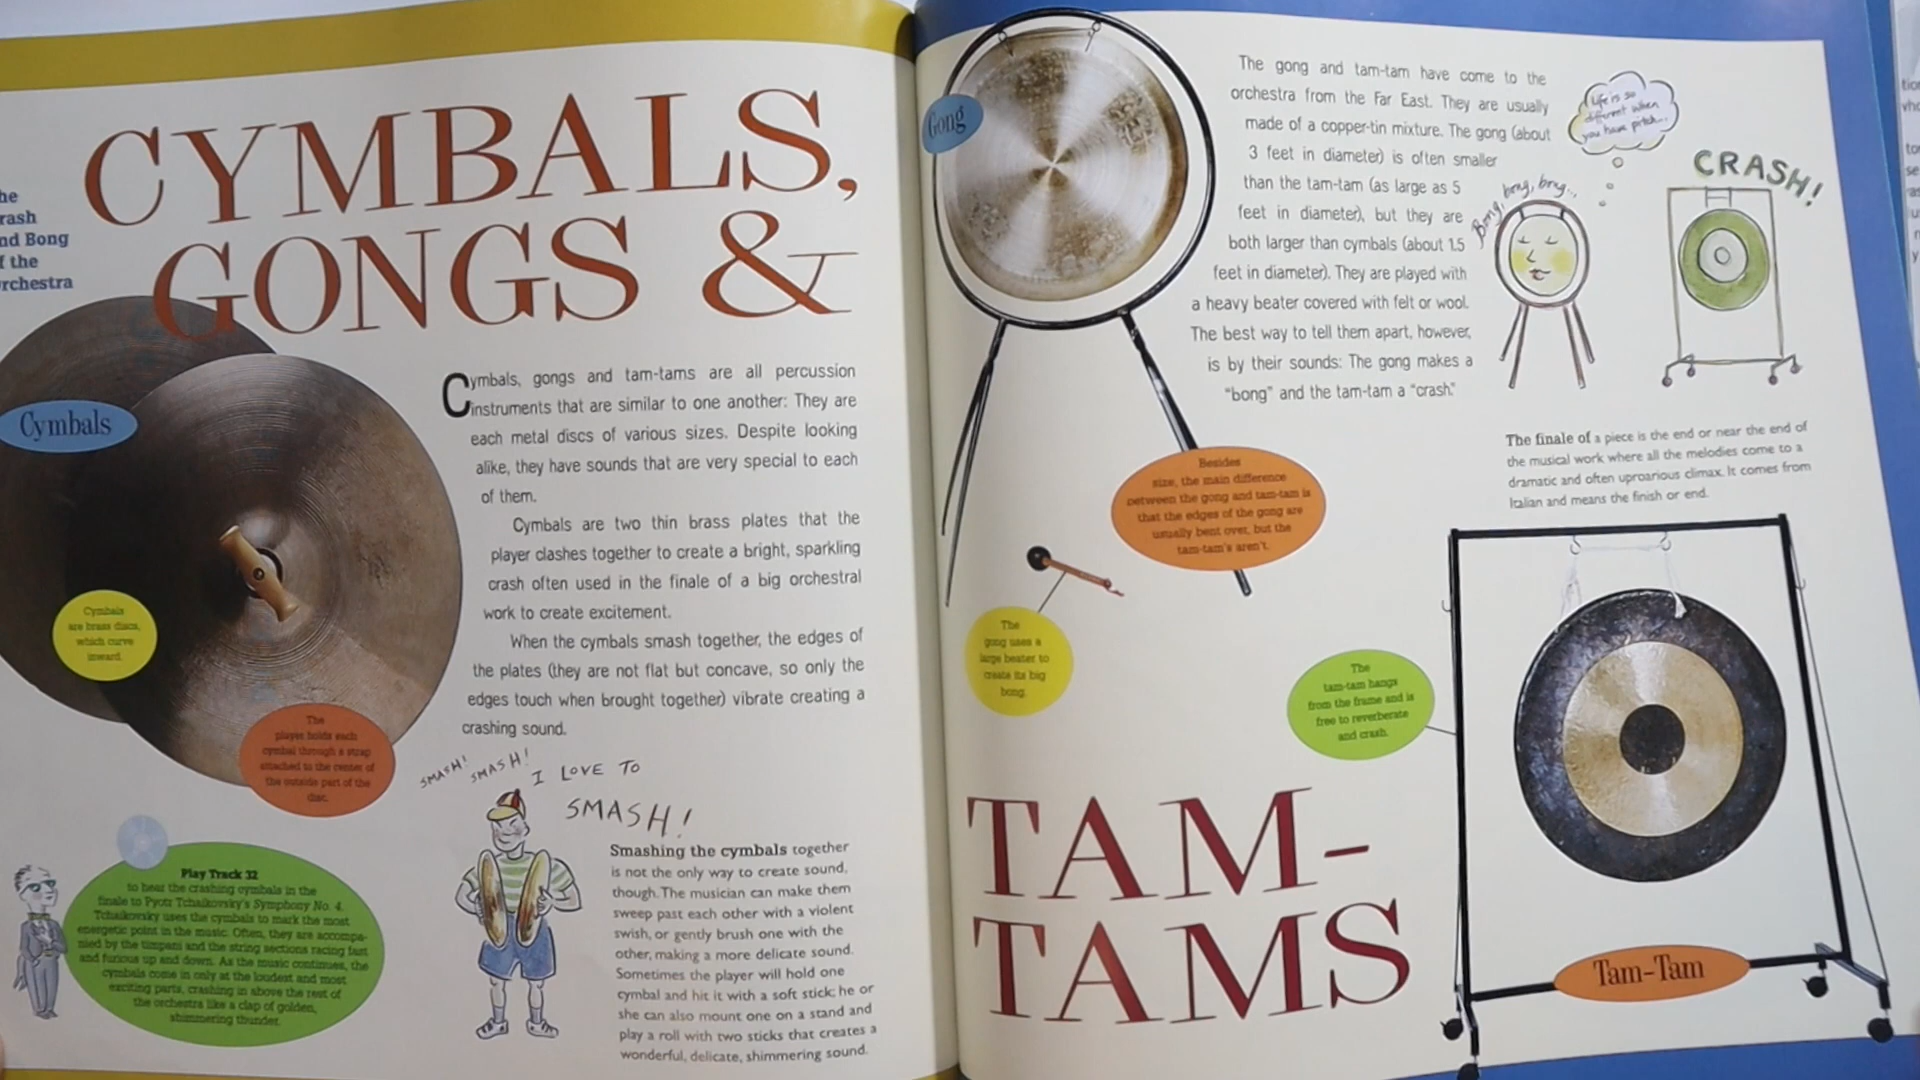 CYMBALS,
GONGS &
he
rash
nd Bong
f the
rchestra
Cymbals
Cymbals, gongs and tam-tams are all percussion
instruments that are similar to one another: They are
each metal discs of various sizes. Despite looking
alike, they have sounds that are very special to each
of them.
Cymbals are two thin brass plates that the
player clashes together to create a bright, sparkling
crash often used in the finale of a big orchestral
work to create excitement.
When the cymbals smash together, the edges of
the plates (they are not flat but concave, so only the
edges touch when brought together) vibrate creating a
crashing sound.
Cymbals
are brass discs,
which curve
inward.
The
player holds each
cymbal through a strap
attached to the center of
the outside part of the
disc.
SMASH! SMASH! I LOVE TO
SMASH!
Play Track 32
to hear the crashing cymbals in the
finale to Pyotr Tchaikovsky's Symphony No. 4.
Tchaikovsky uses the cymbals to mark the most
energetic point in the music. Often, they are accompa-
nied by the timpani and the string sections racing fast
and furious up and down. As the music continues, the
cymbals come in only at the loudest and most
exciting parts, crashing in above the rest of
the orchestra like a clap of golden,
shimmering thunder.
Smashing the cymbals together
is not the only way to create sound,
though. The musician can make them
sweep past each other with a violent
swish, or gently brush one with the
other, making a more delicate sound.
Sometimes the player will hold one
cymbal and hit it with a soft stick; he or
she can also mount one on a stand and
play a roll with two sticks that creates a
wonderful, delicate, shimmering sound.
Gong
The gong and tam-tam have come to the
orchestra from the Far East. They are usually
made of a copper-tin mixture. The gong (about
3 feet in diameter) is often smaller
than the tam-tam (as large as 5
feet in diameter), but they are
both larger than cymbals (about 1.5
feet in diameter). They are played with
a heavy beater covered with felt or wool.
The best way to tell them apart, however,
is by their sounds: The gong makes a
"bong" and the tam-tam a "crash."
Life is so
different when
you have pitch...
Bong, bong, bong...
CRASH!
Besides
size, the main difference
between the gong and tam-tam is
that the edges of the gong are
usually bent over, but the
tam-tam's aren't.
The finale of a piece is the end or near the end of
the musical work where all the melodies come to a
dramatic and often uproarious climax. It comes from
Italian and means the finish or end.
The
gong uses a
large beater to
create its big
bong.
The
tam-tam hangs
from the frame and is
free to reverberate
and crash.
TAM-
TAMS
Tam-Tam